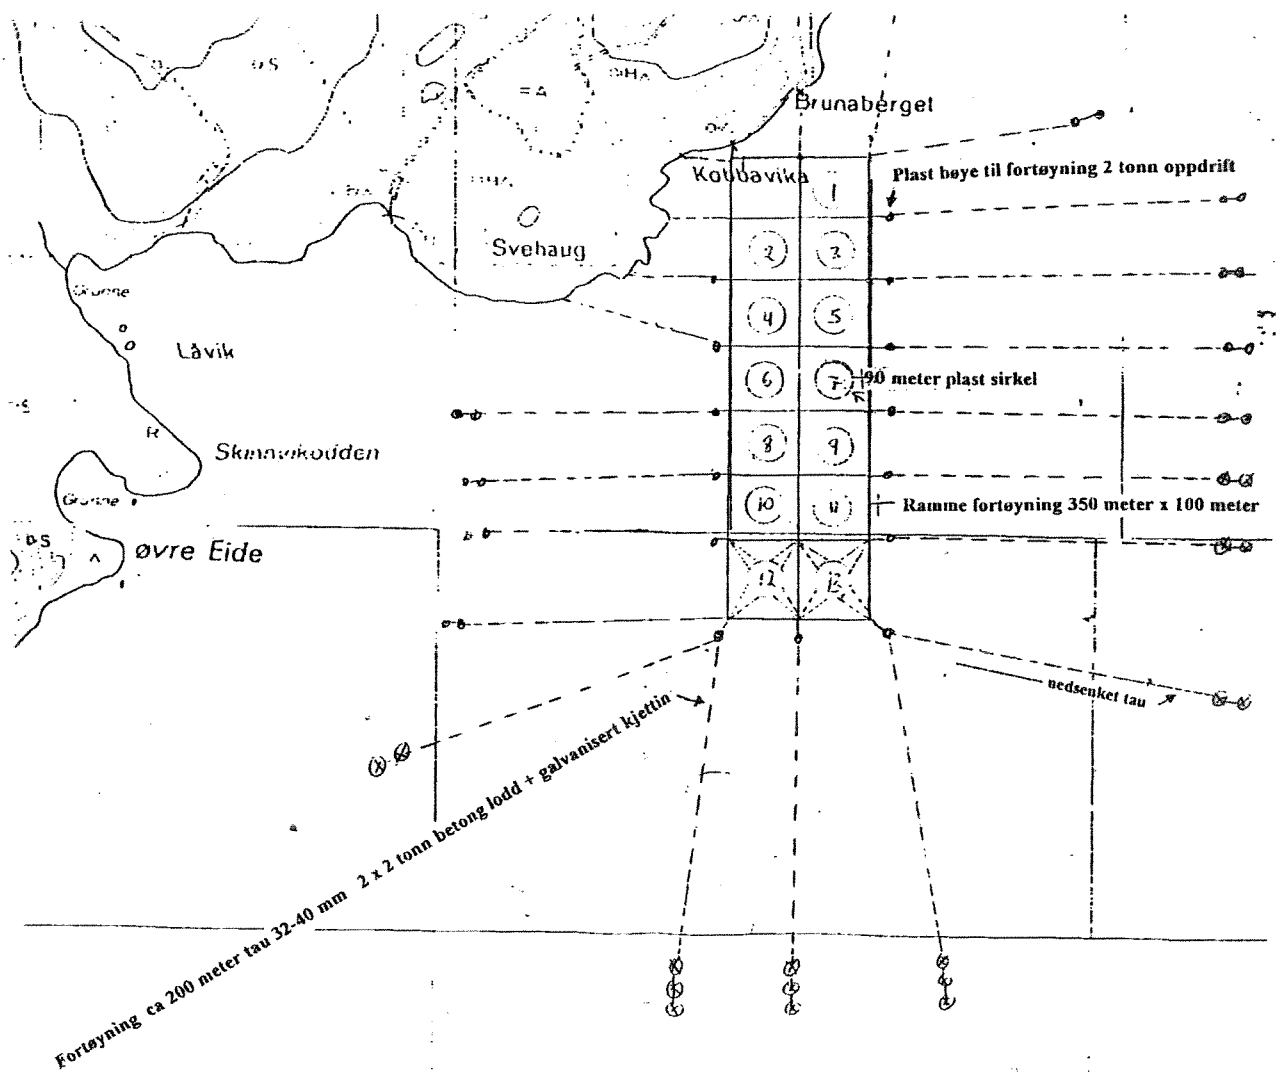 Brunaberget
Kobbavika
Plast bøye til fortøyning 2 tonn oppdrift
1
Svehaug
2
3
Grunne
4
5
Låvik
6
7
90 meter plast sirkel
R
8
9
Grunne
10
11
Ramme fortøyning 350 meter x 100 meter
øvre Eide
12
13
nedsenket tau
Fortøyning ca 200 meter tau 32-40 mm 2 x 2 tonn betong lodd + galvanisert kjettin